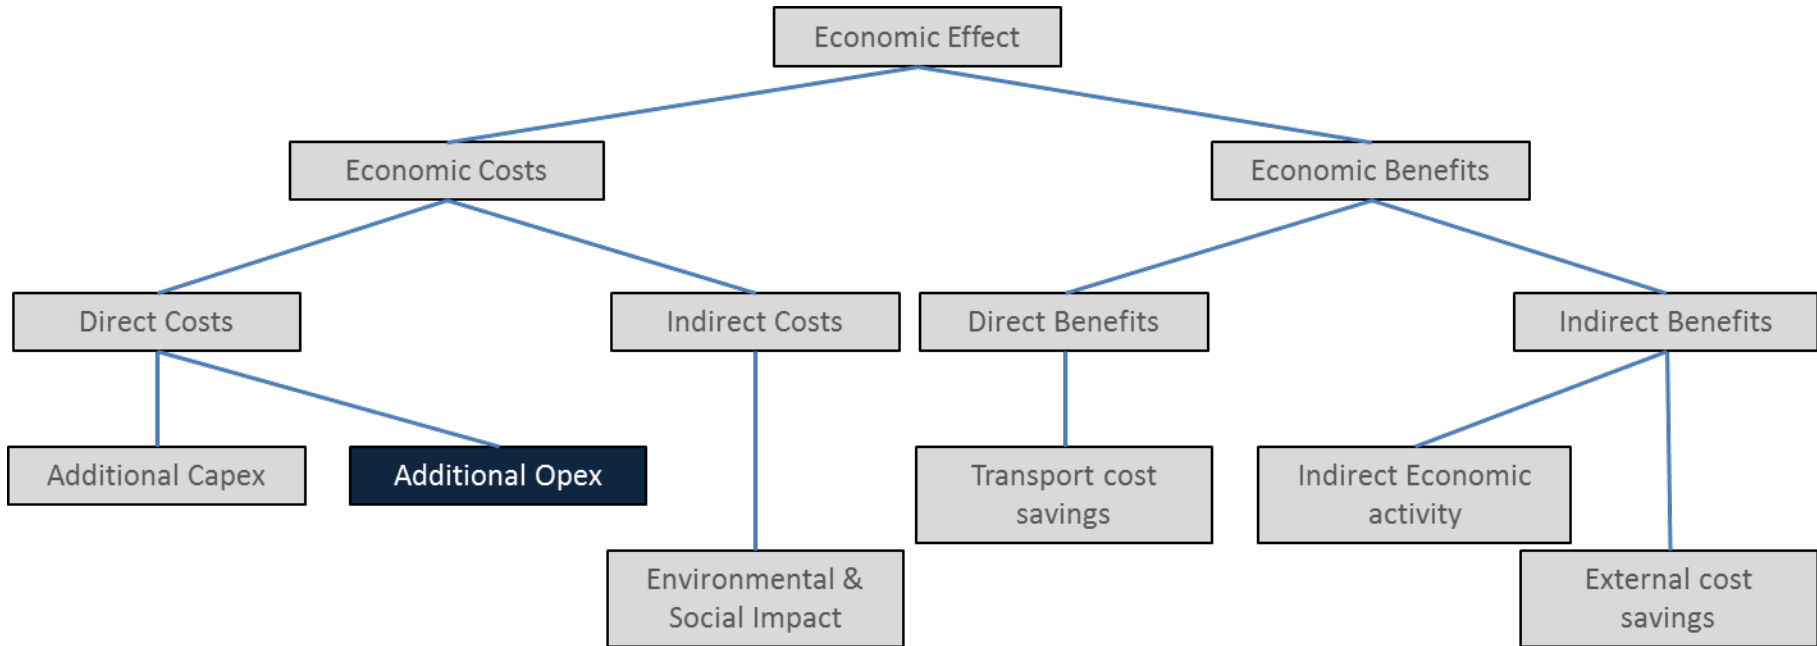 Economic Effect
Economic Costs
Economic Benefits
Direct Costs
Indirect Costs
Direct Benefits
Indirect Benefits
Additional Capex
Additional Opex
Transport cost
savings
Indirect Economic
activity
Environmental &
Social Impact
External cost
savings